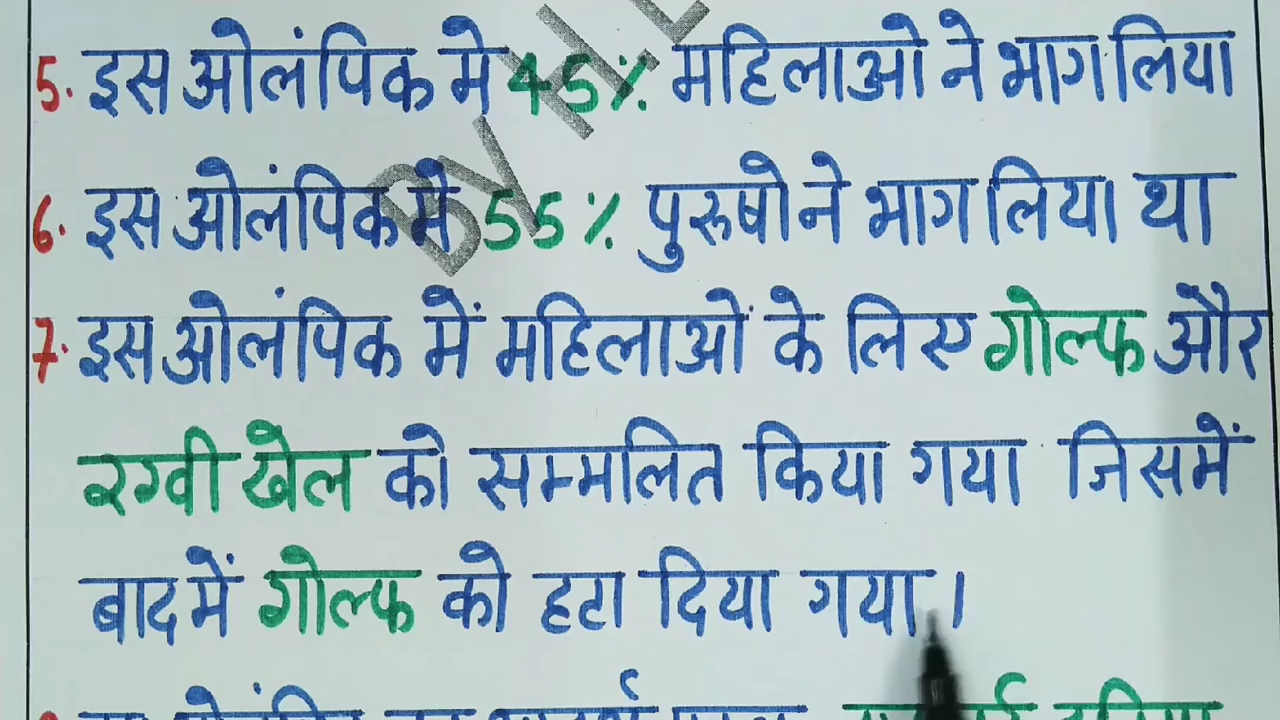 5. इस ओलंपिक मे 45% महिलाओ ने भाग लिया
6. इस ओलंपिक मे 55% पुरुषो ने भाग लिया था
7. इस ओलंपिक में महिलाओं के लिए गोल्फ और
रग्वी खेल को सम्मलित किया गया जिसमें
बाद में गोल्फ को हटा दिया गया।